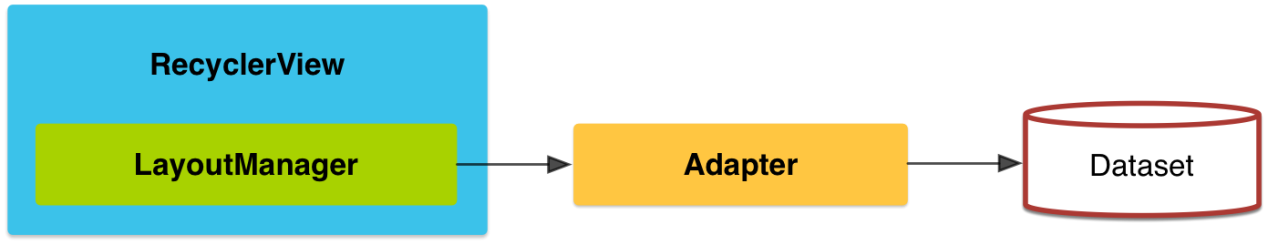 RecyclerView
LayoutManager
Adapter
Dataset